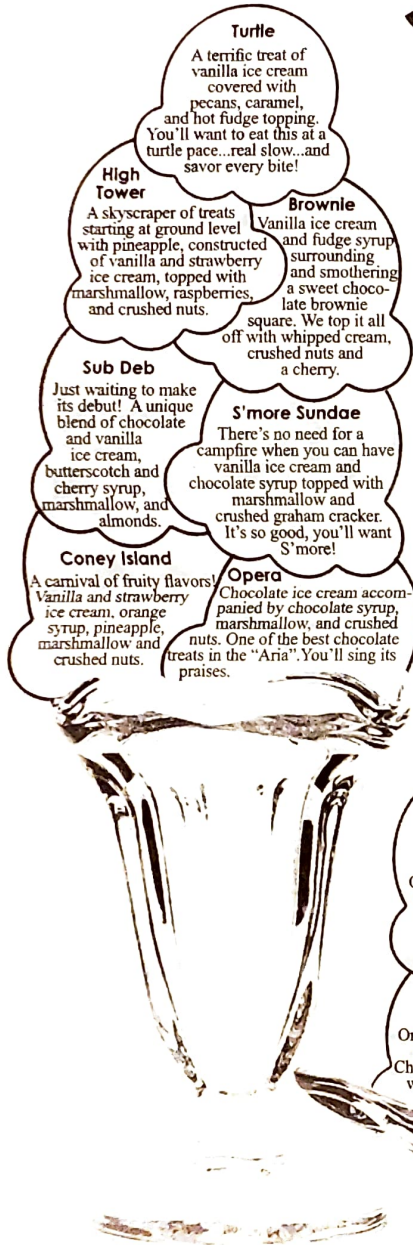 Turtle
A terrific treat of
vanilla ice cream
covered with
pecans, caramel,
and hot fudge topping.
You'll want to eat this at a
turtle pace...real slow...and
savor every bite!
High
Tower
A skyscraper of treats
starting at ground level
with pineapple, constructed
of vanilla and strawberry
ice cream, topped with
marshmallow, raspberries,
and crushed nuts.
Brownie
Vanilla ice cream
and fudge syrup
surrounding
and smothering
a sweet choco-
late brownie
square. We top it all
off with whipped cream,
crushed nuts and
a cherry.
Sub Deb
Just waiting to make
its debut! A unique
blend of chocolate
and vanilla
ice cream,
butterscotch and
cherry syrup,
marshmallow, and
almonds.
S'more Sundae
There's no need for a
campfire when you can have
vanilla ice cream and
chocolate syrup topped with
marshmallow and
crushed graham cracker.
It's so good, you'll want
S'more!
Coney Island
A carnival of fruity flavors!
Vanilla and strawberry
ice cream, orange
syrup, pineapple,
marshmallow and
crushed nuts.
Opera
Chocolate ice cream accom-
panied by chocolate syrup,
marshmallow, and crushed
nuts. One of the best chocolate
treats in the "Aria". You'll sing its
praises.